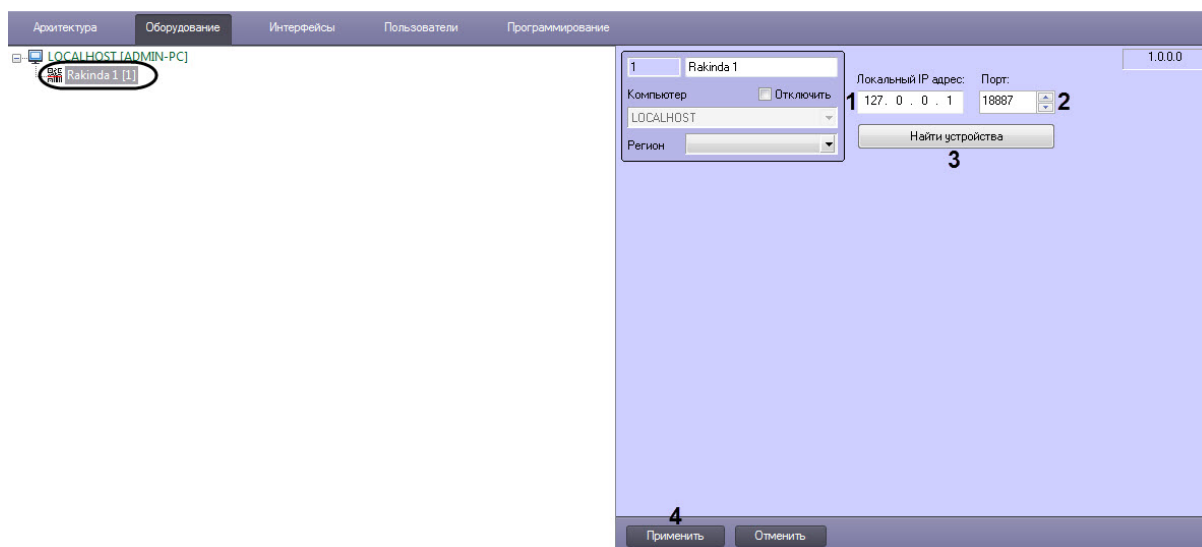 Архитектура Оборудование Интерфейсы Пользователи Программирование
LOCALHOST [ADMIN-PC]
Rakinda 1 [1]
1 Rakinda 1
1.0.0.0
Компьютер Отключить
LOCALHOST
Регион
Локальный IP адрес: Порт:
1 127. 0 . 0 . 1 18887 2
Найти устройства
3
4
Применить Отменить